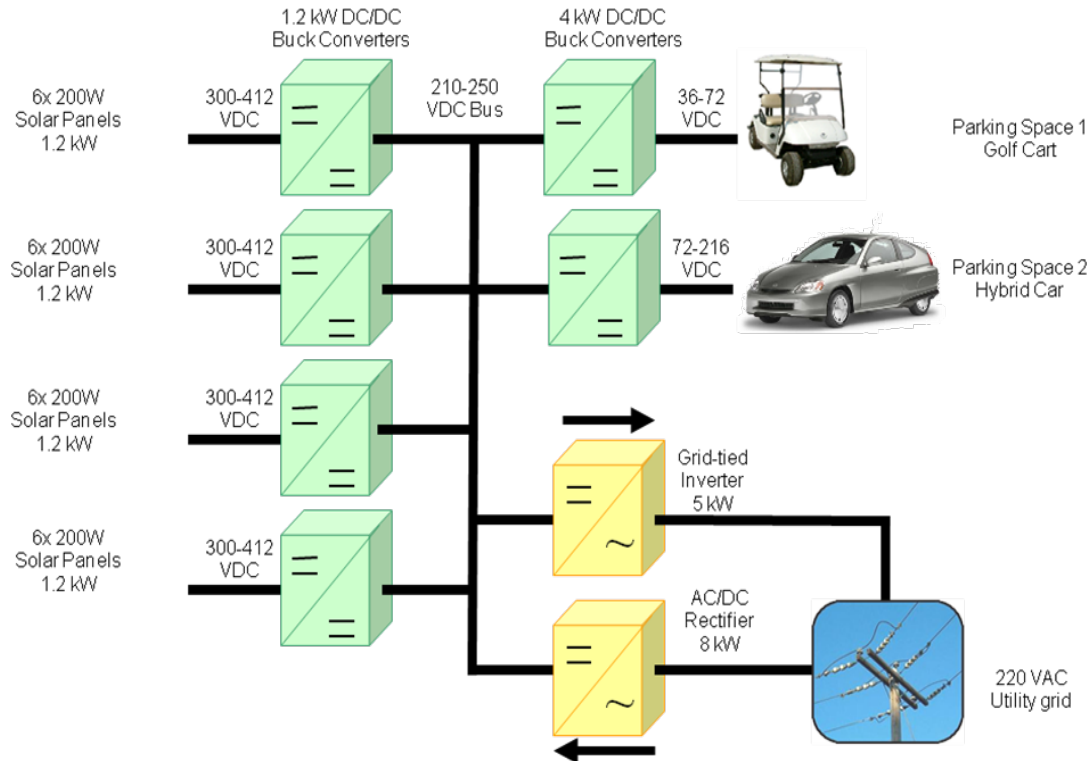 1.2 kW DC/DC
Buck Converters
4 kW DC/DC
Buck Converters
6x 200W
Solar Panels
1.2 kW
300-412
VDC
210-250
VDC Bus
36-72
VDC
Parking Space 1
Golf Cart
6x 200W
Solar Panels
1.2 kW
300-412
VDC
72-216
VDC
Parking Space 2
Hybrid Car
6x 200W
Solar Panels
1.2 kW
300-412
VDC
Grid-tied
Inverter
5 kW
6x 200W
Solar Panels
1.2 kW
300-412
VDC
AC/DC
Rectifier
8 kW
220 VAC
Utility grid